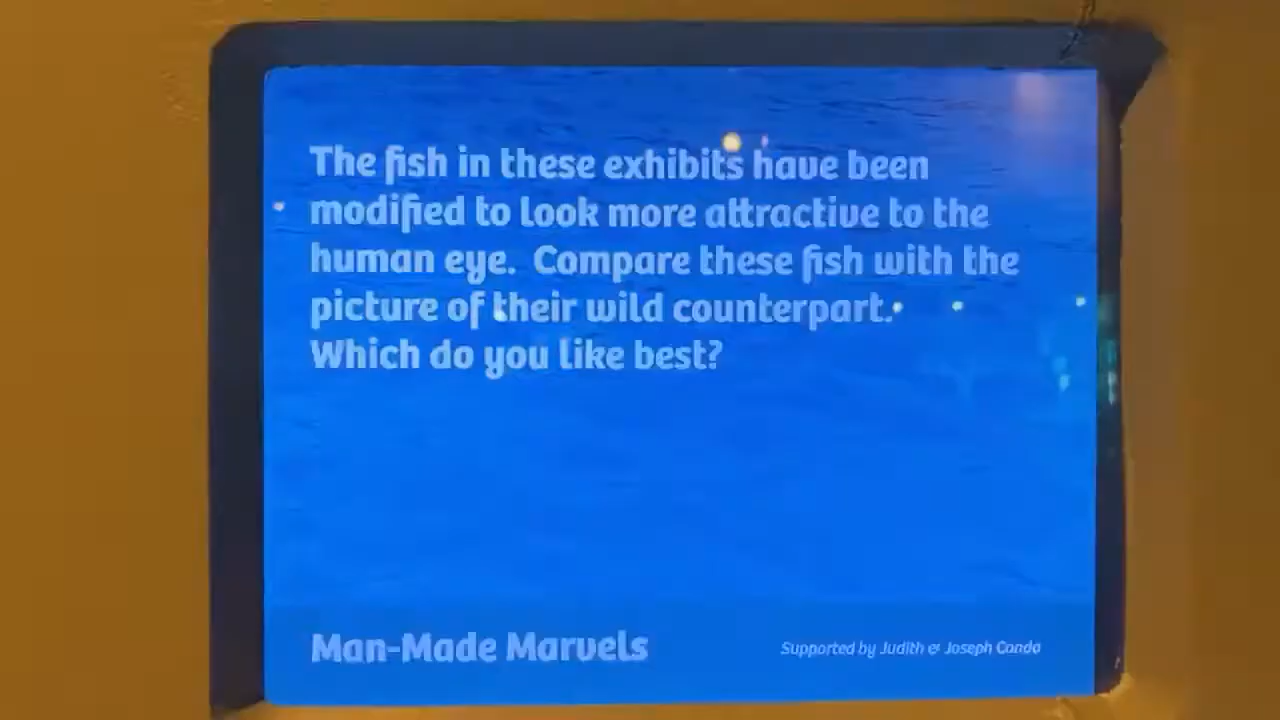 The fish in these exhibits have been
modified to look more attractive to the
human eye. Compare these fish with the
picture of their wild counterpart.
Which do you like best?
Man-Made Marvels
Supported by Judith & Joseph Conda